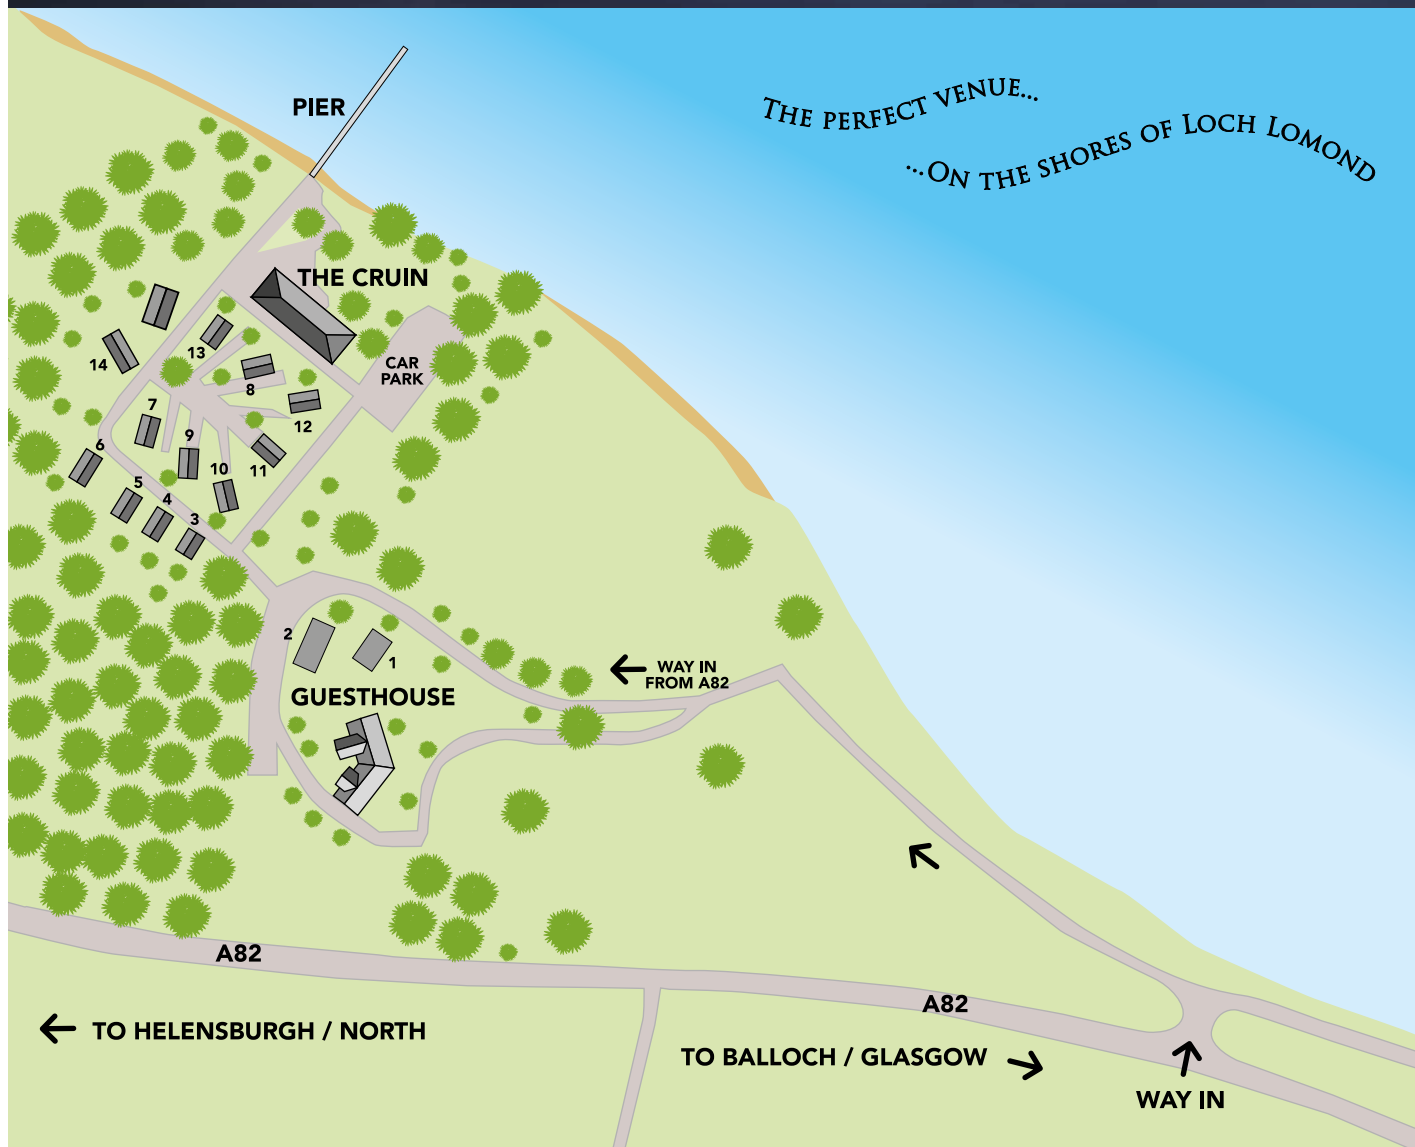 THE PERFECT VENUE...
...ON THE SHORES OF LOCH LOMOND
PIER
THE CRUIN
CAR
PARK
13
14
8
12
7
9
6
10
11
5
4
3
2
1
WAY IN
FROM A82
GUESTHOUSE
A82
A82
TO HELENSBURGH / NORTH
TO BALLOCH / GLASGOW
WAY IN